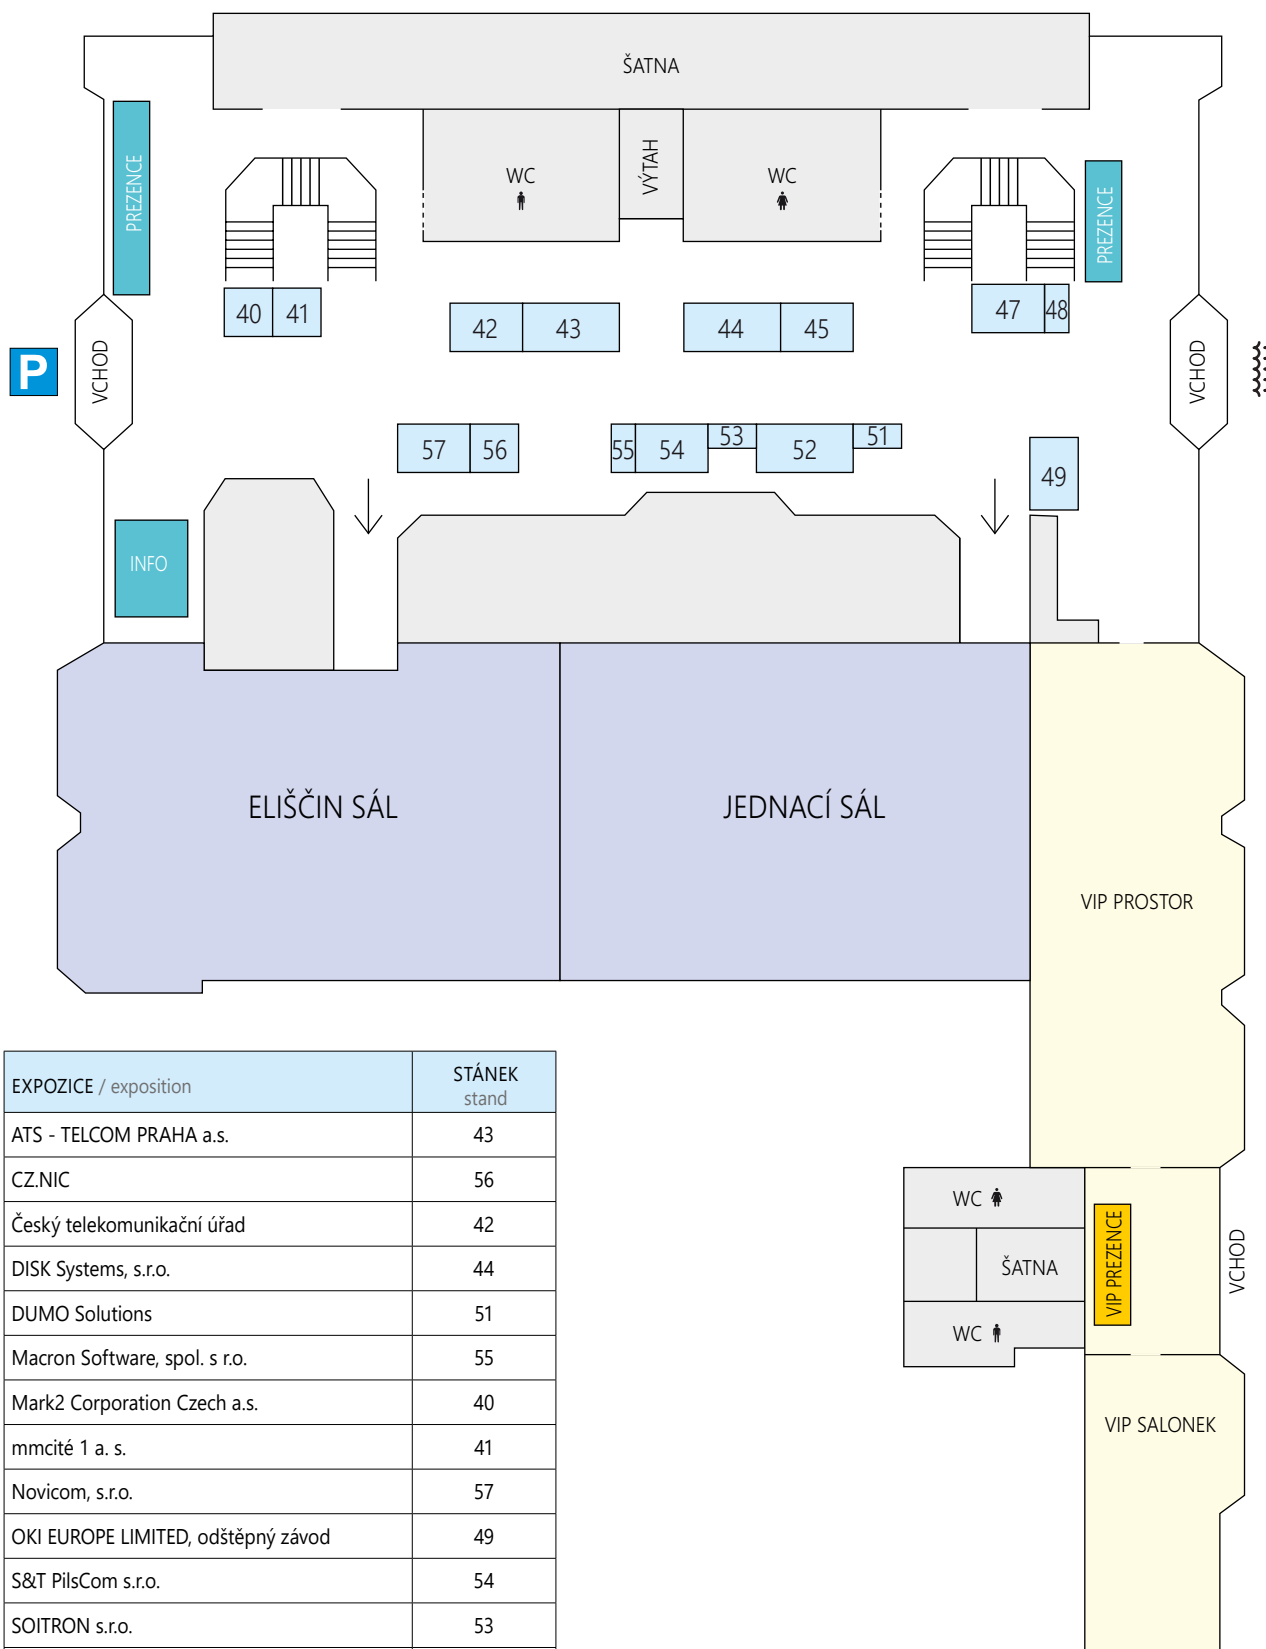 ŠATNA
PREZENCE
WC
VÝTAH
WC
PREZENCE
40
41
42
43
44
45
47
48
P
VCHOD
VCHOD
57
56
55
54
53
52
51
49
INFO
ELIŠČIN SÁL
JEDNACÍ SÁL
VIP PROSTOR
WC
ŠATNA
WC
VIP PREZENCE
VCHOD
VIP SALONEK
EXPOZICE / exposition
STÁNEK
stand
ATS - TELCOM PRAHA a.s. 43
CZ.NIC 56
Český telekomunikační úřad 42
DISK Systems, s.r.o. 44
DUMO Solutions 51
Macron Software, spol. s r.o. 55
Mark2 Corporation Czech a.s. 40
mmcité 1 a. s. 41
Novicom, s.r.o. 57
OKI EUROPE LIMITED, odštěpný závod 49
S&T PilsCom s.r.o. 54
SOITRON s.r.o. 53